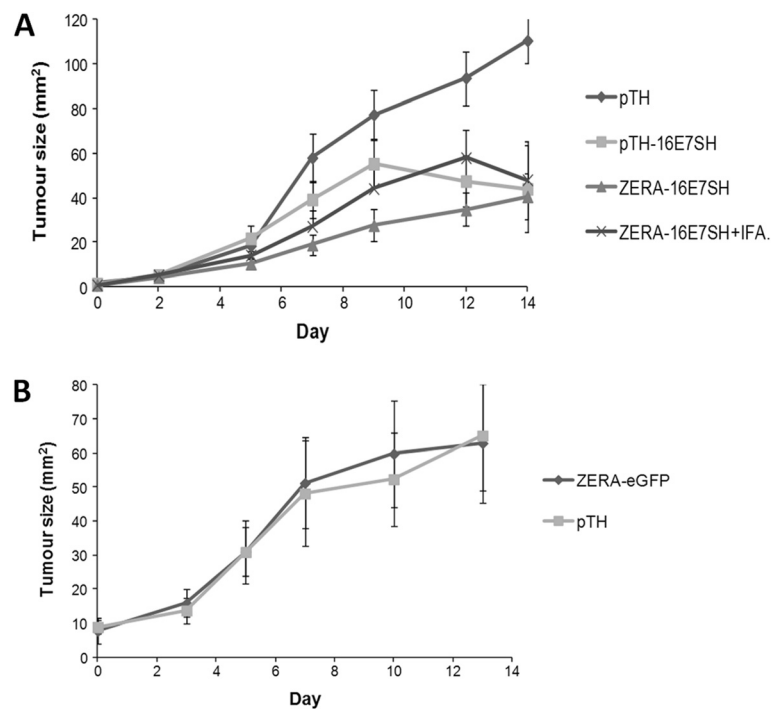 A
120
100
80
60
40
20
0
Tumour size (mm²)
0 2 4 6 8 10 12 14
Day
pTH
pTH-16E7SH
ZERA-16E7SH
ZERA-16E7SH+IFA.
B
80
70
60
50
40
30
20
10
0
Tumour size (mm²)
0 2 4 6 8 10 12 14
Day
ZERA-eGFP
pTH